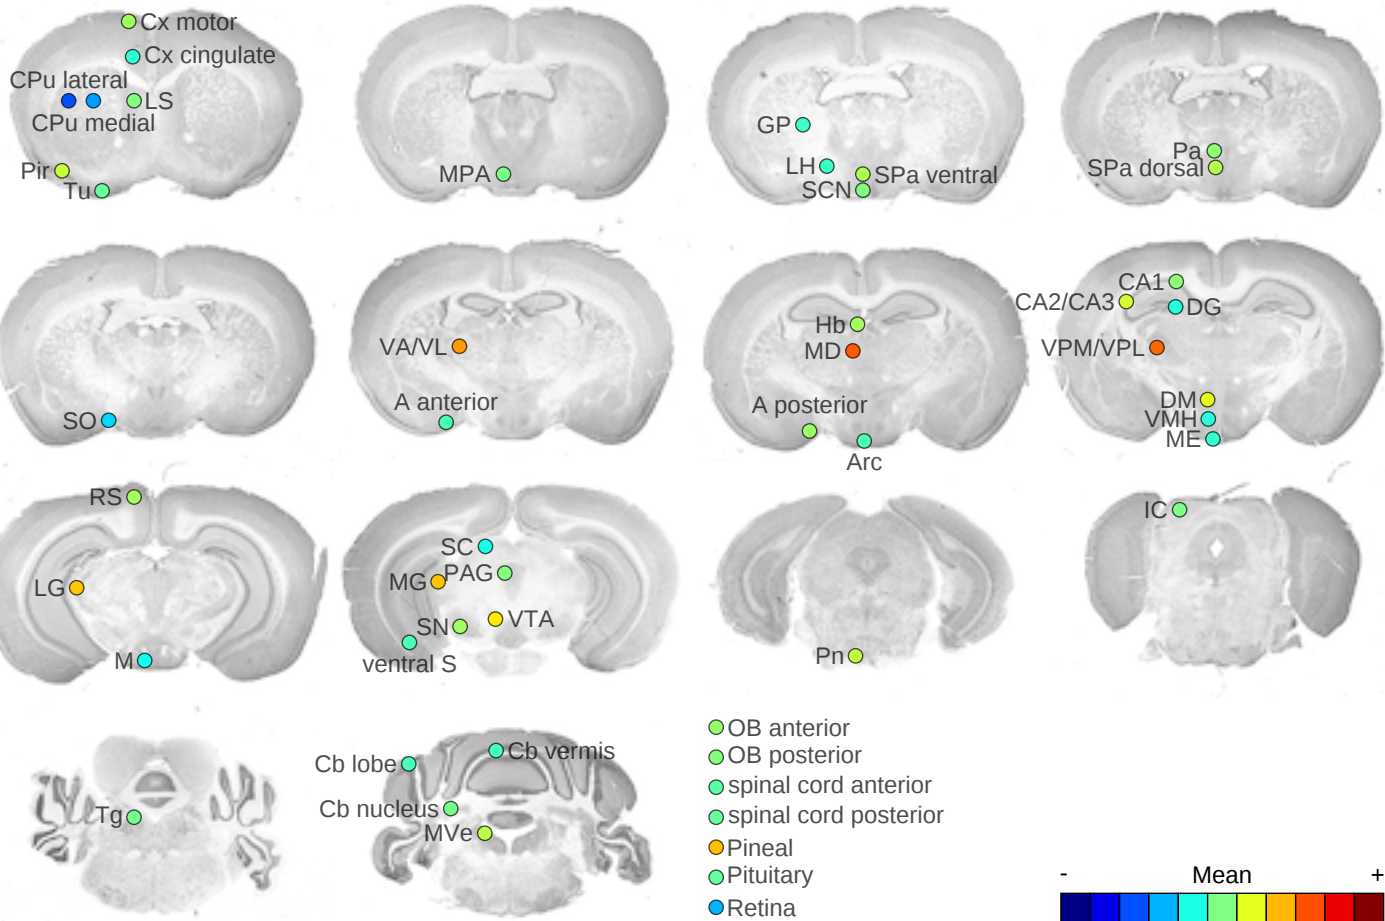 Cx motor
Cx cingulate
CPu lateral
LS
CPu medial
Pir
Tu
MPA
GP
LH
SPa ventral
SCN
Pa
SPa dorsal
SO
VA/VL
A anterior
Hb
MD
A posterior
Arc
CA1
CA2/CA3
DG
VPM/VPL
DM
VMH
ME
RS
LG
M
SC
PAG
MG
VTA
SN
ventral S
Pn
IC
Tg
Cb vermis
Cb lobe
Cb nucleus
MVe
OB anterior
OB posterior
spinal cord anterior
spinal cord posterior
Pineal
Pituitary
Retina
- Mean +